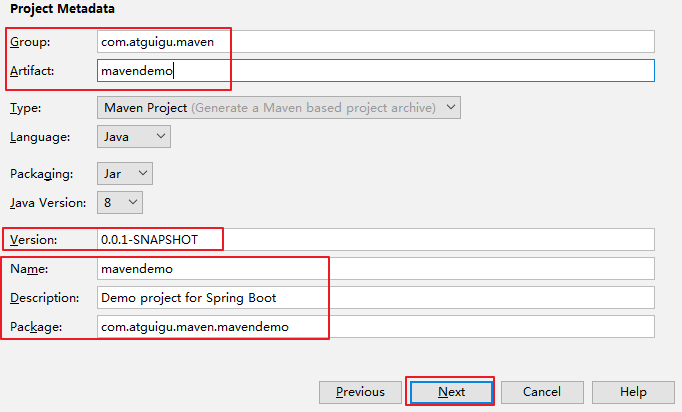 Project Metadata
Group: com.atguigu.maven
Artifact: mavendemo
Type: Maven Project (Generate a Maven based project archive)
Language: Java
Packaging: Jar
Java Version: 8
Version: 0.0.1-SNAPSHOT
Name: mavendemo
Description: Demo project for Spring Boot
Package: com.atguigu.maven.mavendemo
Previous Next Cancel Help